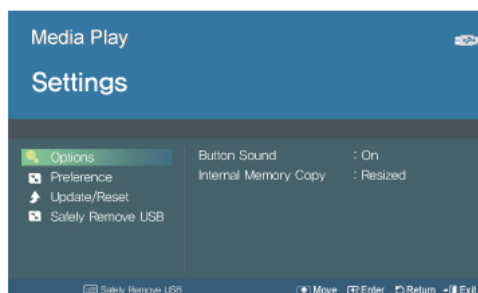 Media Play
Settings
Options
Button Sound : On
Preference
Internal Memory Copy : Resized
Update/Reset
Safely Remove USB
Safely Remove USB Move Enter Return Exit